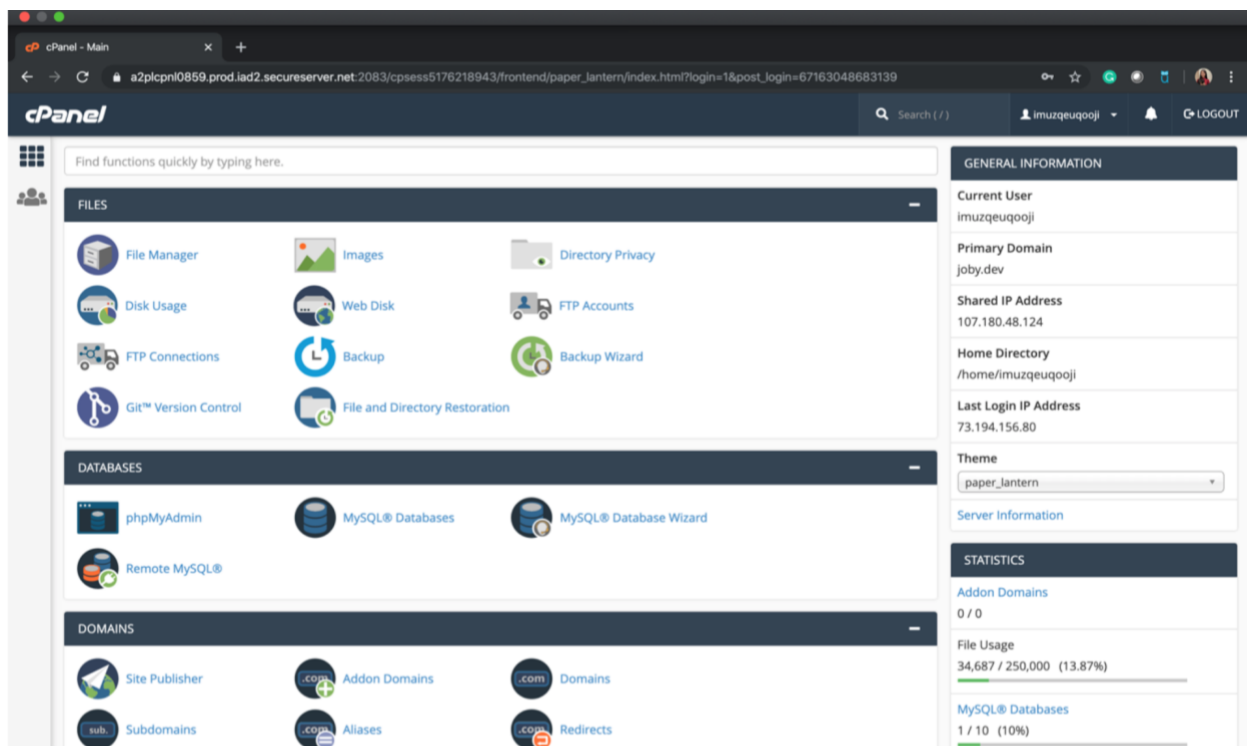 cP cPanel - Main
a2plcpnl0859.prod.iad2.secureserver.net:2083/cpsess5176218943/frontend/paper_lantern/index.html?login=1&post_login=67163048683139
cPanel
Search ( / )
imuzqeuqooji
LOGOUT
Find functions quickly by typing here.
FILES
File Manager
Images
Directory Privacy
Disk Usage
Web Disk
FTP Accounts
FTP Connections
Backup
Backup Wizard
Git™ Version Control
File and Directory Restoration
DATABASES
phpMyAdmin
MySQL® Databases
MySQL® Database Wizard
Remote MySQL®
DOMAINS
Site Publisher
.com Addon Domains
.com Domains
sub. Subdomains
.com Aliases
.com Redirects
GENERAL INFORMATION
Current User
imuzqeuqooji
Primary Domain
joby.dev
Shared IP Address
107.180.48.124
Home Directory
/home/imuzqeuqooji
Last Login IP Address
73.194.156.80
Theme
paper_lantern
Server Information
STATISTICS
Addon Domains
0 / 0
File Usage
34,687 / 250,000 (13.87%)
MySQL® Databases
1 / 10 (10%)